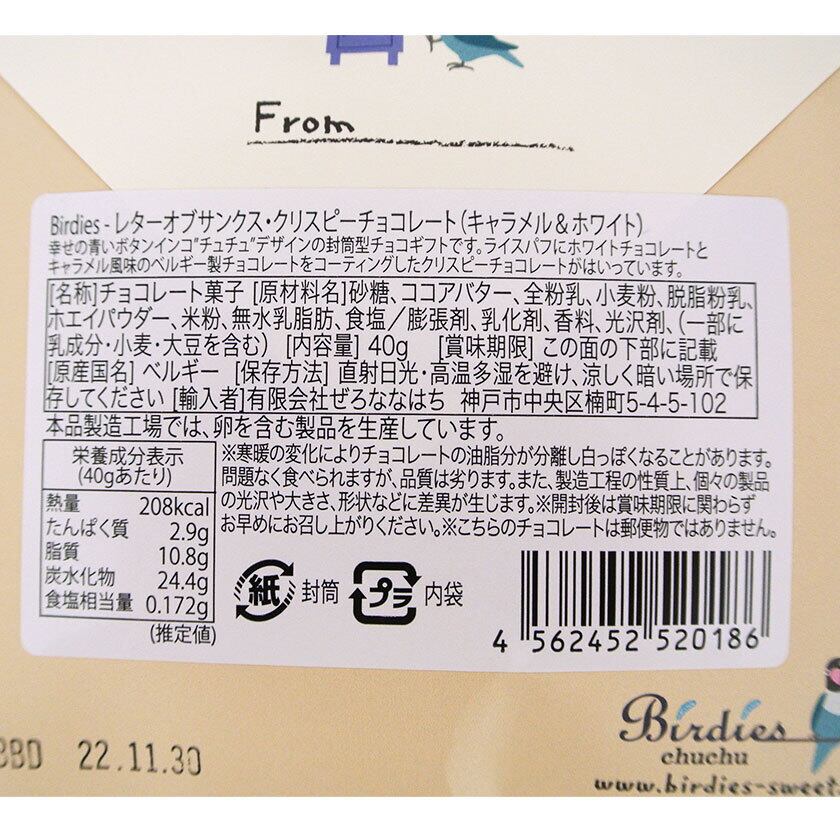 From
Birdies - レターオブサンクス・クリスピーチョコレート(キャラメル&ホワイト)
幸せの青いボタンインコ"チュチュ"デザインの封筒型チョコギフトです。ライスパフにホワイトチョコレートと
キャラメル風味のベルギー製チョコレートをコーティングしたクリスピーチョコレートがはいっています。
[名称]チョコレート菓子 [原材料名]砂糖、ココアバター、全粉乳、小麦粉、脱脂粉乳、
ホエイパウダー、米粉、無水乳脂肪、食塩/膨張剤、乳化剤、香料、光沢剤、(一部に
乳成分・小麦・大豆を含む) [内容量] 40g [賞味期限] この面の下部に記載
[原産国名] ベルギー [保存方法] 直射日光・高温多湿を避け、涼しく暗い場所で保
存してください [輸入者]有限会社ぜろななはち 神戸市中央区楠町5-4-5-102
本品製造工場では、卵を含む製品を生産しています。
栄養成分表示
(40gあたり)
熱量 208kcal
たんぱく質 2.9g
脂質 10.8g
炭水化物 24.4g
食塩相当量 0.172g
(推定値)
※寒暖の変化によりチョコレートの油脂分が分離し白っぽくなることがあります。
問題なく食べられますが、品質は劣ります。また、製造工程の性質上、個々の製品
の光沢や大きさ、形状などに差異が生じます。※開封後は賞味期限に関わらず
お早めにお召し上がりください。※こちらのチョコレートは郵便物ではありません。
紙 封筒 プラ 内袋
4 562452 520186
BBD 22.11.30
Birdies
chuchu
www.birdies-sweet